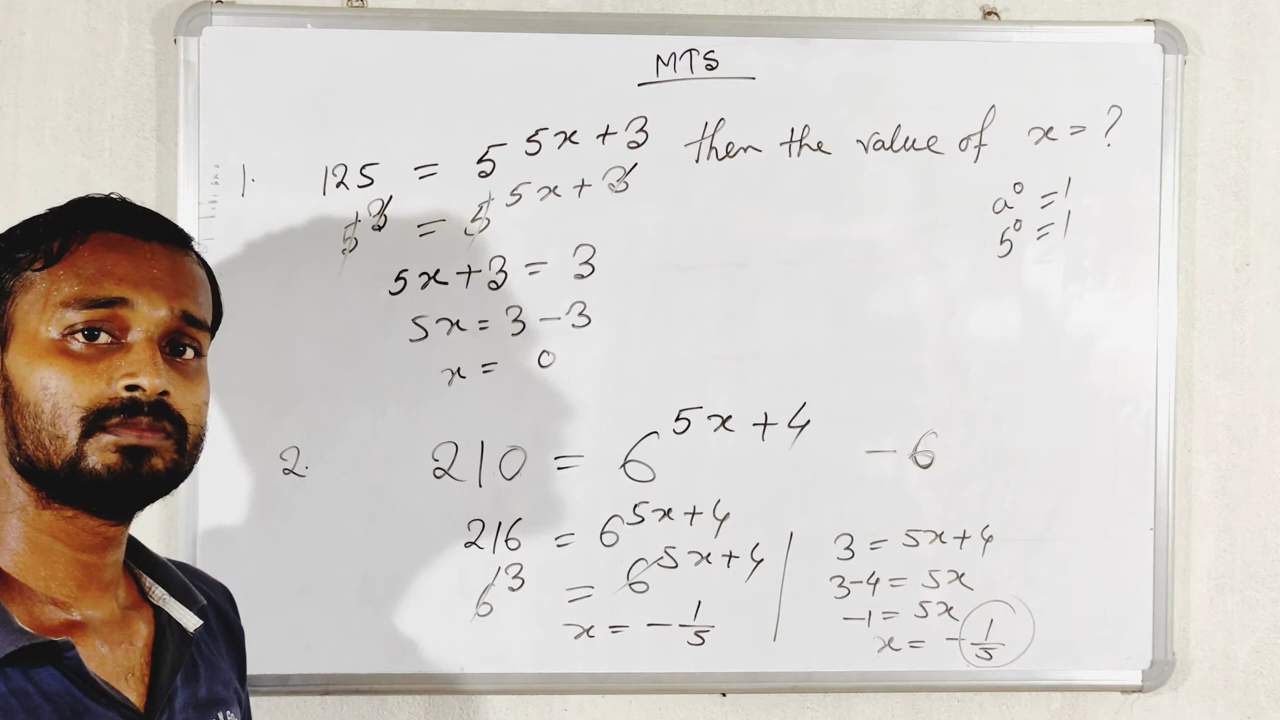 MTS
1. 125 = 5^(5x+3) then the value of x = ?
5^3 = 5^(5x+3)
a^0 = 1
5^0 = 1
5x+3 = 3
5x = 3-3
x = 0
2. 210 = 6^(5x+4) -6
216 = 6^(5x+4)
6^3 = 6^(5x+4)
x = -1/5
3 = 5x+4
3-4 = 5x
-1 = 5x
x = -1/5